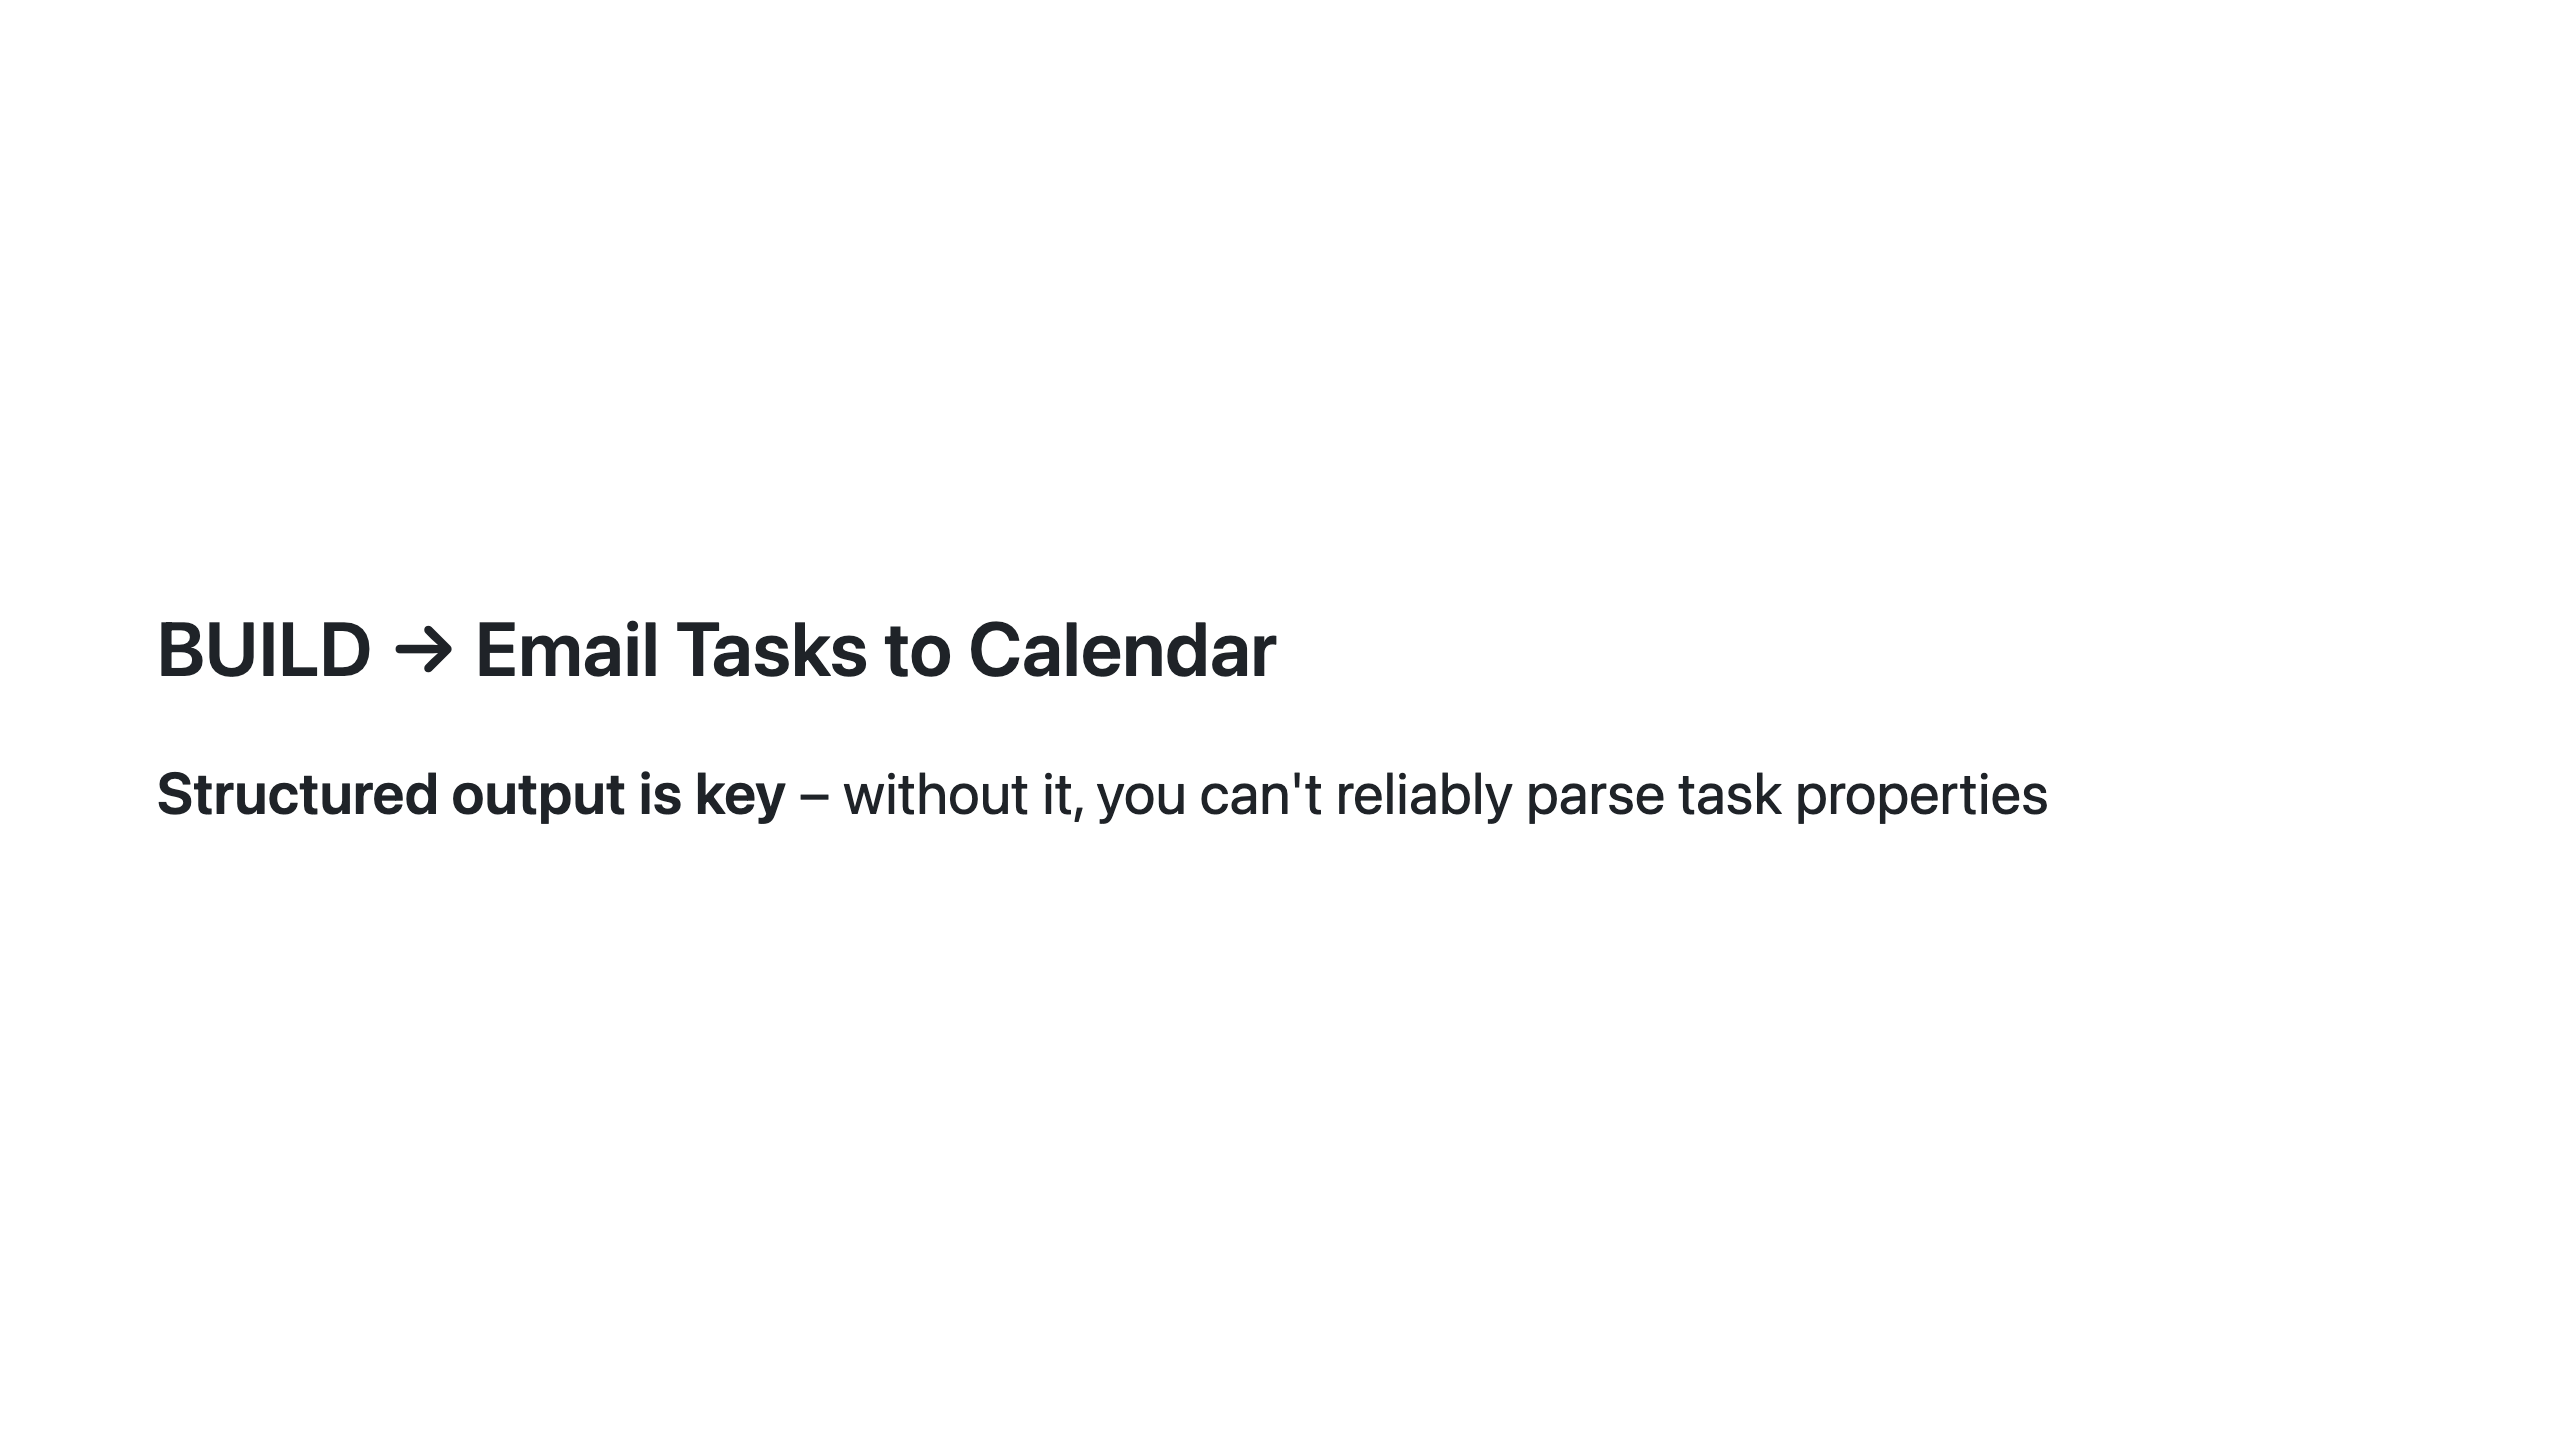 BUILD → Email Tasks to Calendar
Structured output is key – without it, you can't reliably parse task properties